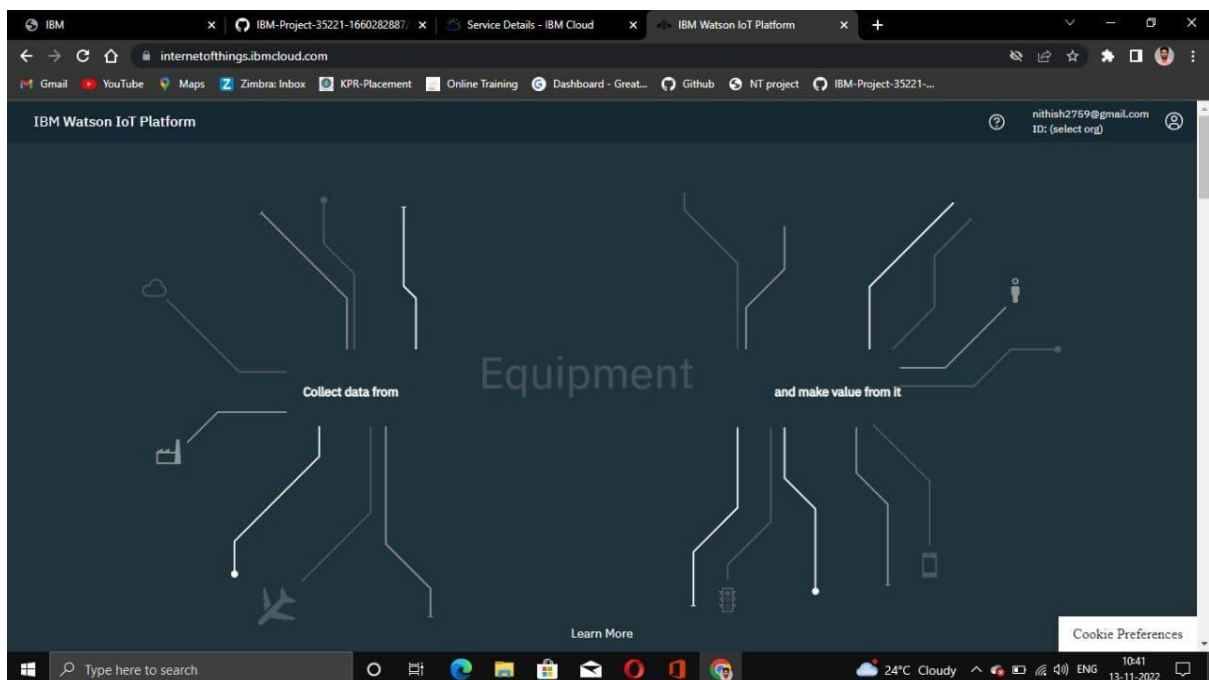 IBM
IBM-Project-35221-1660282887/
Service Details - IBM Cloud
IBM Watson IoT Platform
internetofthings.ibmcloud.com
Gmail
YouTube
Maps
Zimbra: Inbox
KPR-Placement
Online Training
Dashboard - Great...
Github
NT project
IBM-Project-35221-...
IBM Watson IoT Platform
nithish2759@gmail.com
ID: (select org)
Equipment
Collect data from
and make value from it
Learn More
Cookie Preferences
Type here to search
24°C Cloudy
ENG
10:41
13-11-2022